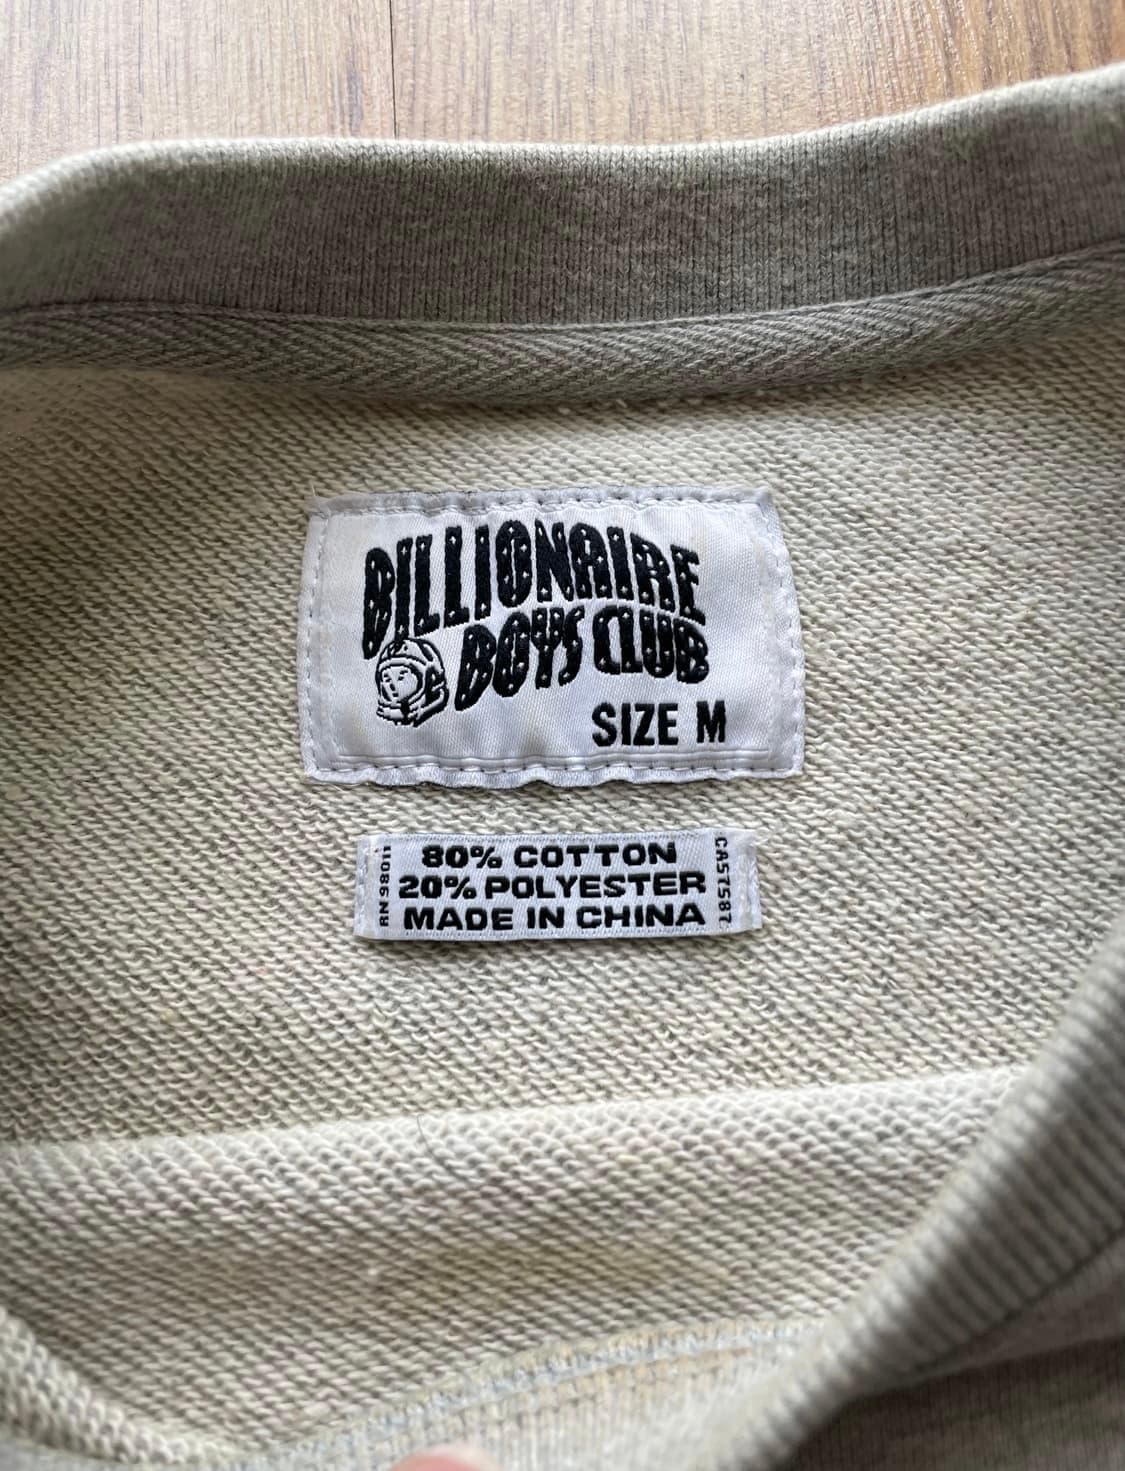 BILLIONAIRE
BOYS CLUB
SIZE M
RN 98011
80% COTTON
20% POLYESTER
MADE IN CHINA
CA57587